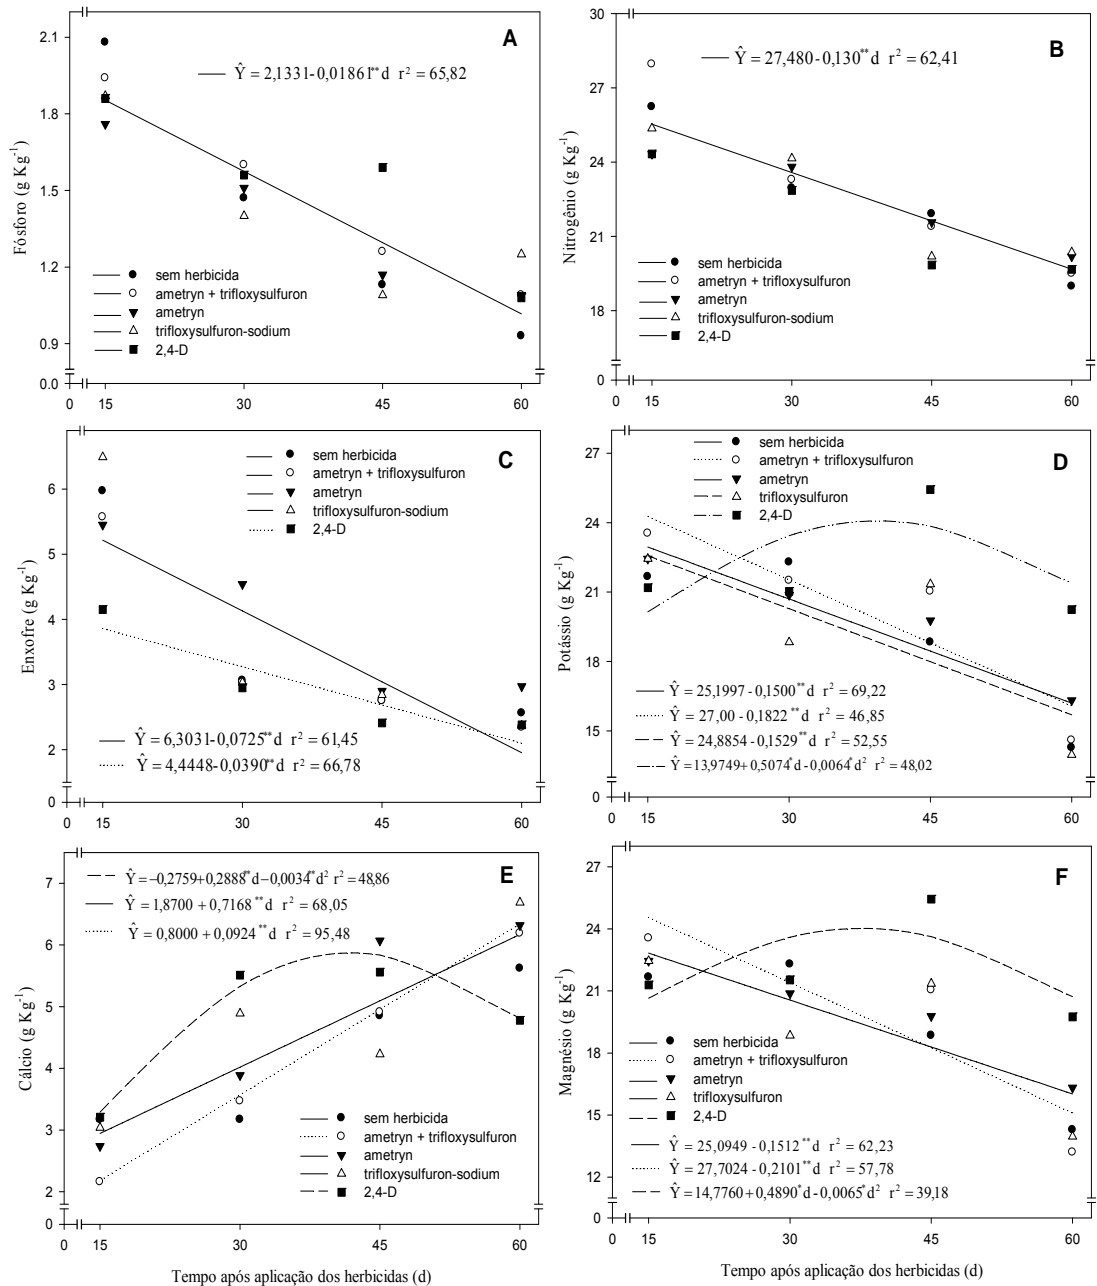 A
Ŷ = 2,1331-0,01861**d r² = 65,82
Fósforo (g Kg⁻¹)
2.1
1.8
1.5
1.2
0.9
0.0
sem herbicida
ametryn + trifloxysulfuron
ametryn
trifloxysulfuron-sodium
2,4-D
0 15 30 45 60
B
Ŷ = 27,480-0,130**d r² = 62,41
Nitrogênio (g Kg⁻¹)
30
27
24
21
18
0
sem herbicida
ametryn + trifloxysulfuron
ametryn
trifloxysulfuron-sodium
2,4-D
0 15 30 45 60
C
Enxofre (g Kg⁻¹)
6
5
4
3
2
0
sem herbicida
ametryn + trifloxysulfuron
ametryn
trifloxysulfuron-sodium
2,4-D
Ŷ = 6,3031-0,0725**d r² = 61,45
Ŷ = 4,4448-0,0390**d r² = 66,78
0 15 30 45 60
D
Potássio (g Kg⁻¹)
27
24
21
18
15
0
sem herbicida
ametryn + trifloxysulfuron
ametryn
trifloxysulfuron
2,4-D
Ŷ = 25,1997 - 0,1500**d r² = 69,22
Ŷ = 27,00 - 0,1822**d r² = 46,85
Ŷ = 24,8854 - 0,1529**d r² = 52,55
Ŷ = 13,9749+0,5074*d-0,0064*d² r² = 48,02
0 15 30 45 60
E
Ŷ = −0,2759+0,2888**d−0,0034**d² r² = 48,86
Ŷ = 1,8700 + 0,7168**d r² = 68,05
Ŷ = 0,8000 + 0,0924**d r² = 95,48
Cálcio (g Kg⁻¹)
7
6
5
4
3
2
0
sem herbicida
ametryn + trifloxysulfuron
ametryn
trifloxysulfuron-sodium
2,4-D
0 15 30 45 60
Tempo após aplicação dos herbicidas (d)
F
Magnésio (g Kg⁻¹)
27
24
21
18
15
12
0
sem herbicida
ametryn + trifloxysulfuron
ametryn
trifloxysulfuron
2,4-D
Ŷ = 25,0949 - 0,1512**d r² = 62,23
Ŷ = 27,7024 - 0,2101**d r² = 57,78
Ŷ = 14,7760+0,4890*d - 0,0065*d² r² = 39,18
0 15 30 45 60
Tempo após aplicação dos herbicidas (d)